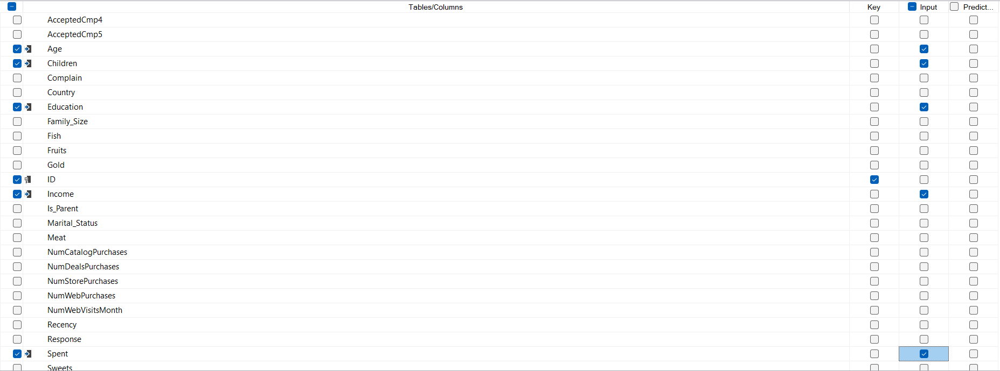 Tables/Columns Key Input Predict...
AcceptedCmp4
AcceptedCmp5
Age
Children
Complain
Country
Education
Family_Size
Fish
Fruits
Gold
ID
Income
Is_Parent
Marital_Status
Meat
NumCatalogPurchases
NumDealsPurchases
NumStorePurchases
NumWebPurchases
NumWebVisitsMonth
Recency
Response
Spent
Sweets